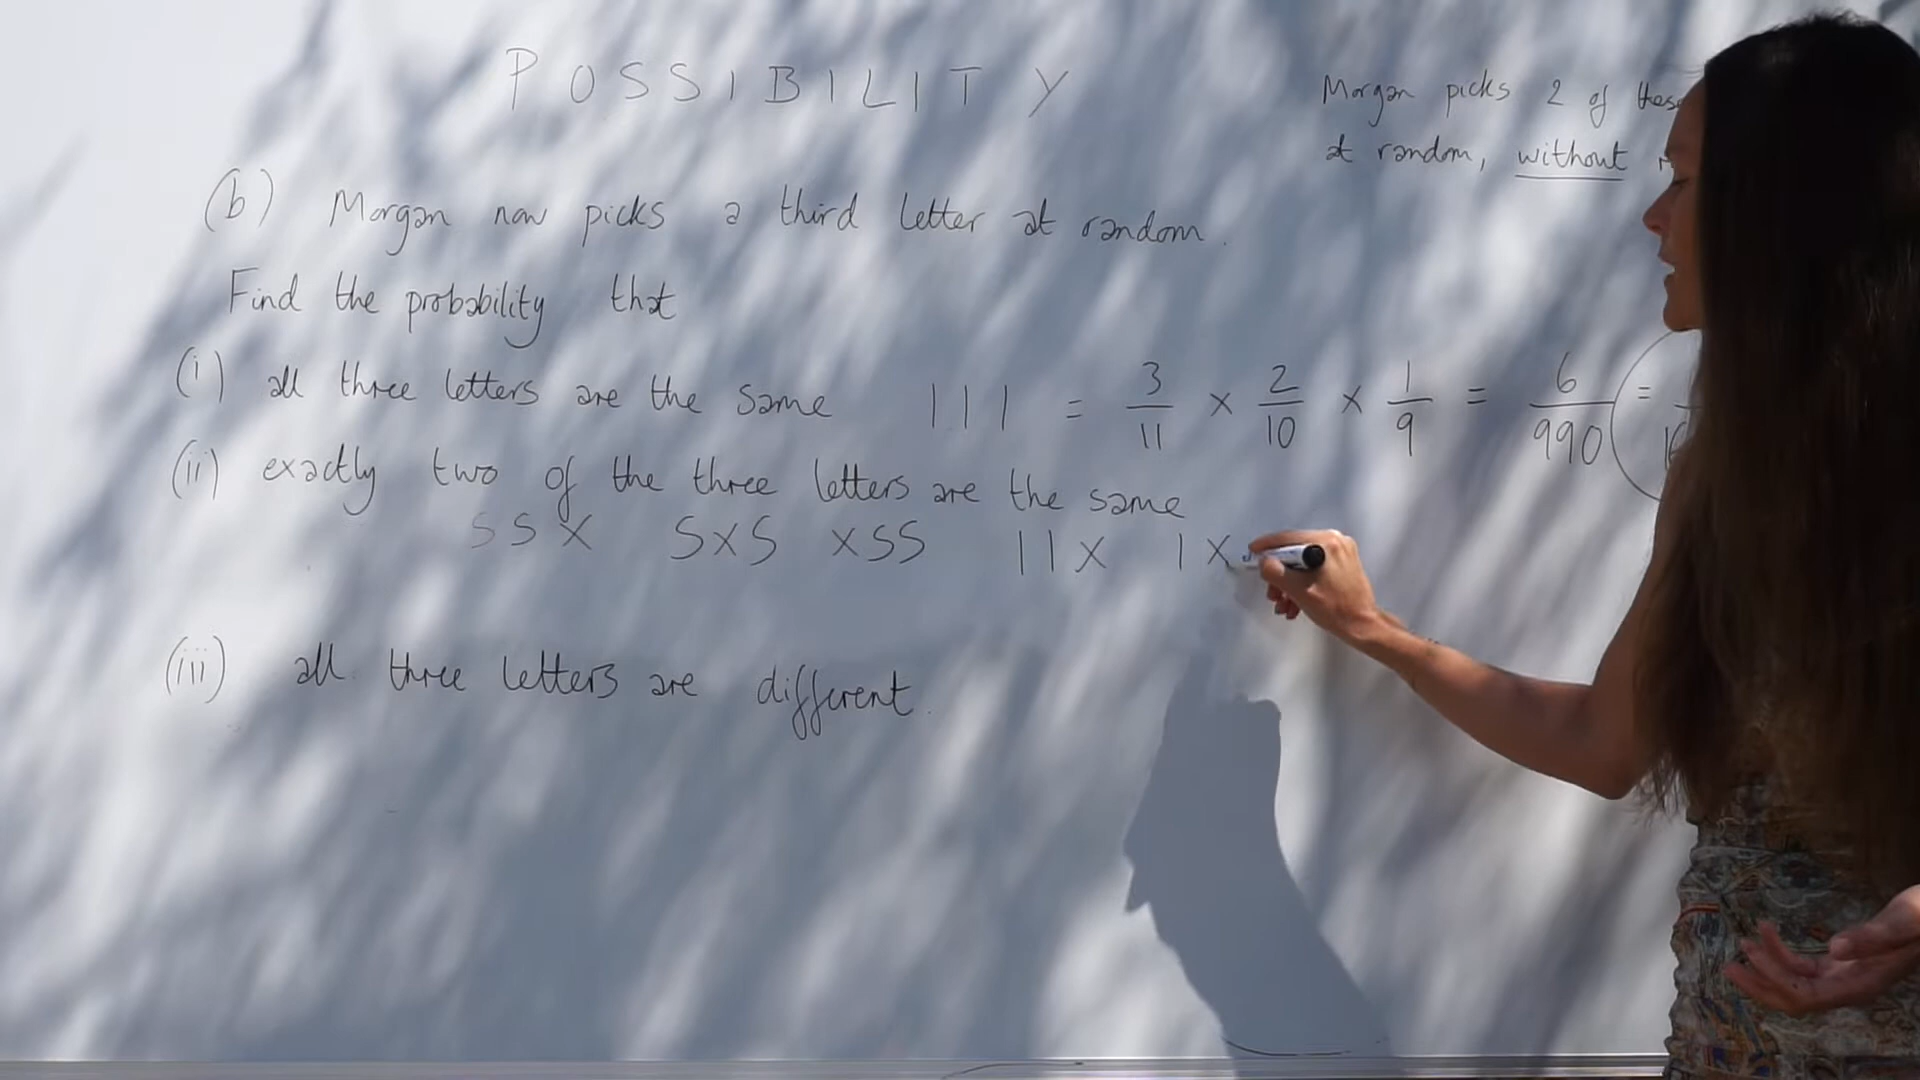 POSSIBILITY
Morgan picks 2 of
at random, without
(b) Morgan now picks a third letter at random.
Find the probability that
(i) all three letters are the same III = 3/11 × 2/10 × 1/9 = 6/990 =
(ii) exactly two of the three letters are the same
SSX SXS XSS IIX IX
(iii) all three letters are different.